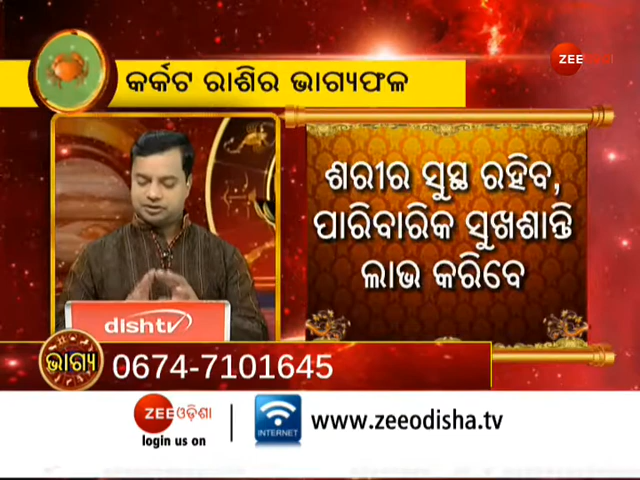 କର୍କଟ ରାଶିର ଭାଗ୍ୟଫଳ
ZEE
ଶରୀର ସୁସ୍ଥ ରହିବ,
ପାରିବାରିକ ସୁଖଶାନ୍ତି
ଲାଭ କରିବେ
dishtv
ଭାଗ୍ୟ 0674-7101645
ZEE ଓଡ଼ିଶା
login us on
INTERNET
www.zeeodisha.tv